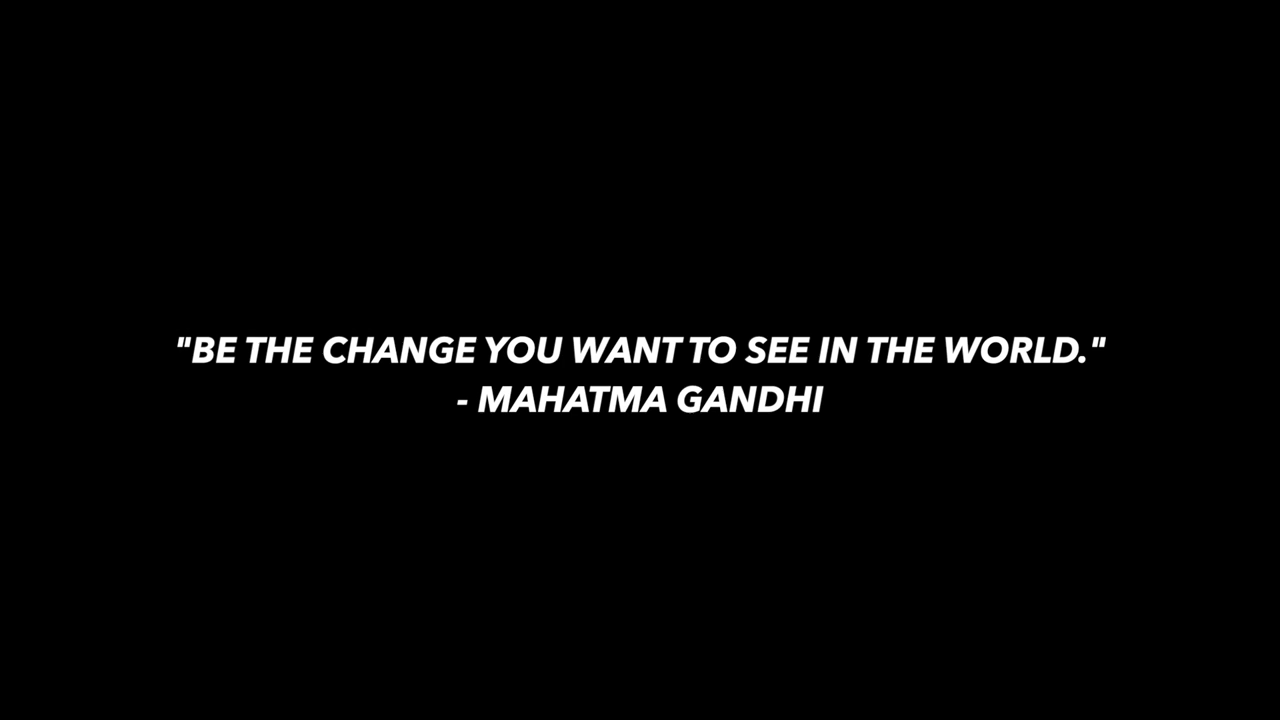 "BE THE CHANGE YOU WANT TO SEE IN THE WORLD."
- MAHATMA GANDHI